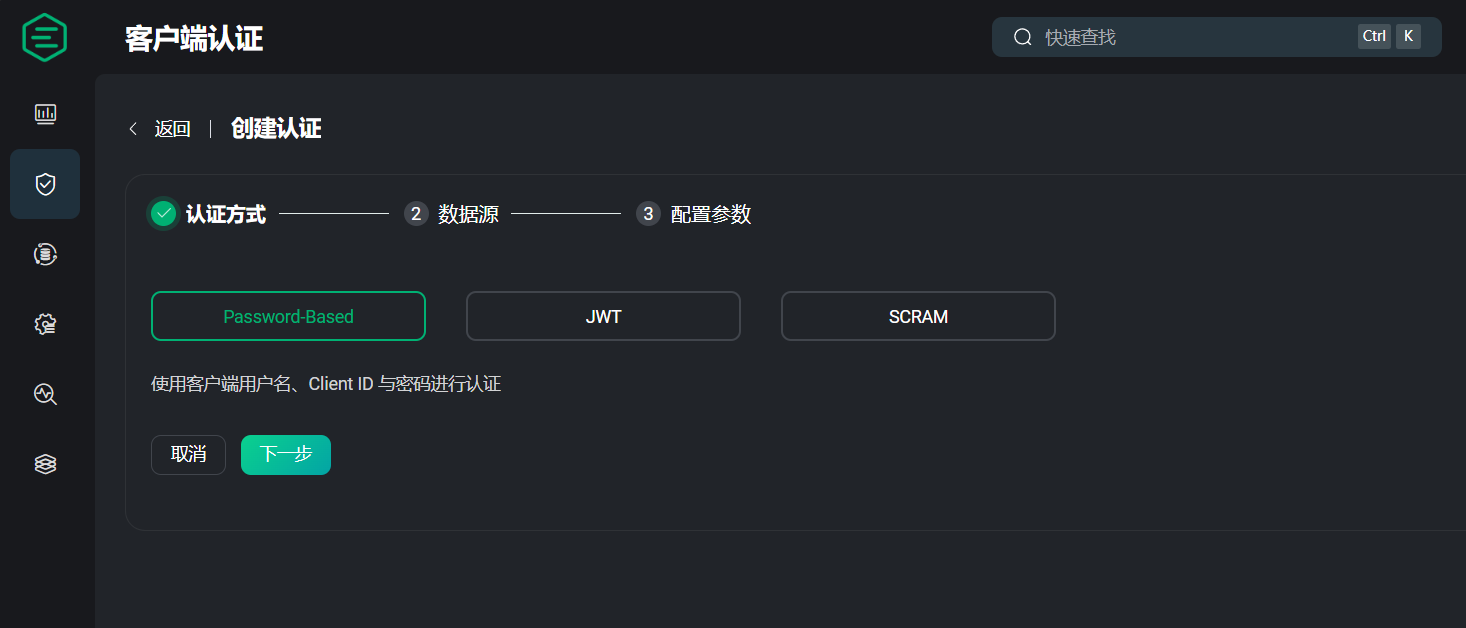 客户端认证
快速查找 Ctrl K
返回 创建认证
认证方式 2 数据源 3 配置参数
Password-Based JWT SCRAM
使用客户端用户名、Client ID 与密码进行认证
取消 下一步